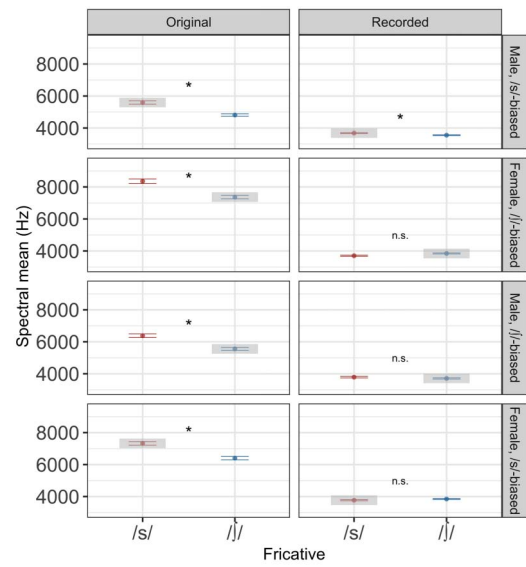 Original
Recorded
8000
6000
4000
*
*
Male, /s/-biased
8000
6000
4000
*
n.s.
Female, /ʃ/-biased
8000
6000
4000
*
n.s.
Male, /ʃ/-biased
8000
6000
4000
*
n.s.
Female, /s/-biased
Spectral mean (Hz)
/s/
/ʃ/
/s/
/ʃ/
Fricative